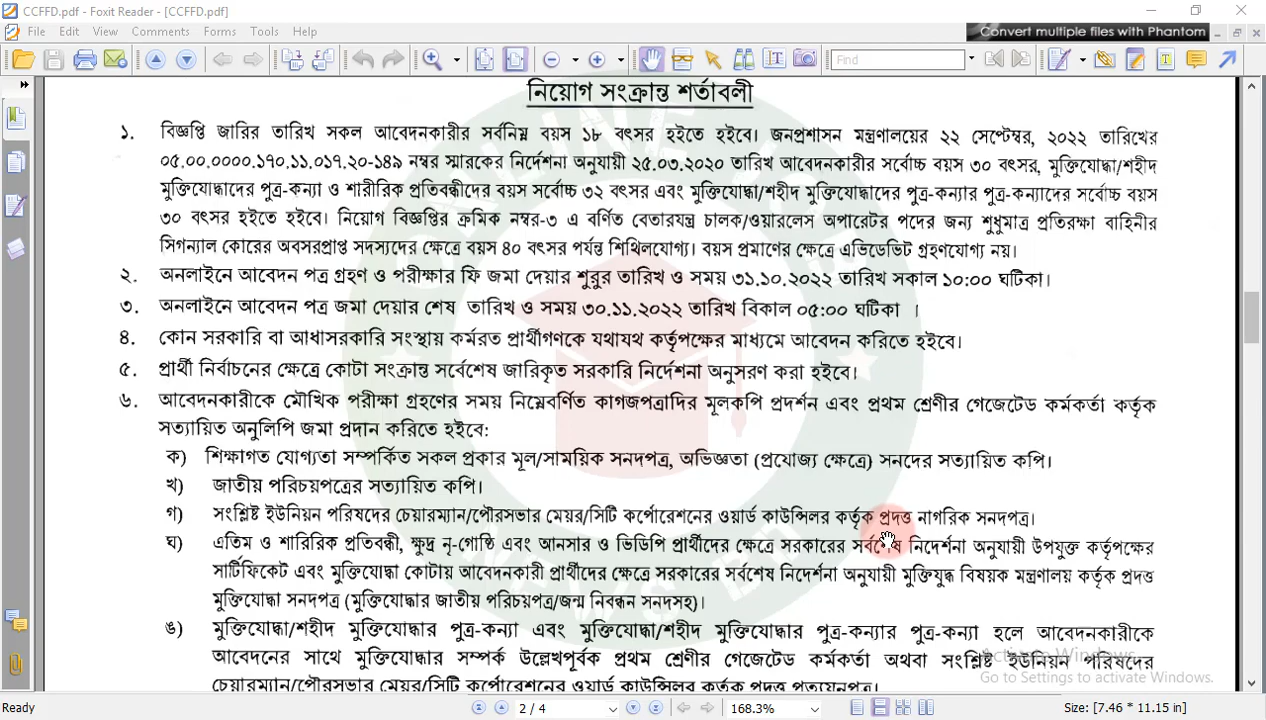 CCFFD.pdf - Foxit Reader - [CCFFD.pdf]
File Edit View Comments Forms Tools Help
Convert multiple files with Phantom
Find
নিয়োগ সংক্রান্ত শর্তাবলী
১. বিজ্ঞপ্তি জারির তারিখ সকল আবেদনকারীর সর্বনিম্ন বয়স ১৮ বৎসর হইতে হইবে। জনপ্রশাসন মন্ত্রণালয়ের ২২ সেপ্টেম্বর, ২০২২ তারিখের
০৫.০০.০০০০.১৭০.১১.০১৭.২০-১৪৯ নম্বর স্মারকের নির্দেশনা অনুযায়ী ২৫.০৩.২০২০ তারিখ আবেদনকারীর সর্বোচ্চ বয়স ৩০ বৎসর, মুক্তিযোদ্ধা/শহীদ
মুক্তিযোদ্ধাদের পুত্র-কন্যা ও শারীরিক প্রতিবন্ধীদের বয়স সর্বোচ্চ ৩২ বৎসর এবং মুক্তিযোদ্ধা/শহীদ মুক্তিযোদ্ধাদের পুত্র-কন্যার পুত্র-কন্যাদের সর্বোচ্চ বয়স
৩০ বৎসর হইতে হইবে। নিয়োগ বিজ্ঞপ্তির ক্রমিক নম্বর-৩ এ বর্ণিত বেতারযন্ত্র চালক/ওয়ারলেস অপারেটর পদের জন্য শুধুমাত্র প্রতিরক্ষা বাহিনীর
সিগন্যাল কোরের অবসরপ্রাপ্ত সদস্যদের ক্ষেত্রে বয়স ৪০ বৎসর পর্যন্ত শিথিলযোগ্য। বয়স প্রমাণের ক্ষেত্রে এভিডেভিট গ্রহণযোগ্য নয়।
২. অনলাইনে আবেদন পত্র গ্রহণ ও পরীক্ষার ফি জমা দেয়ার শুরুর তারিখ ও সময় ৩১.১০.২০২২ তারিখ সকাল ১০:০০ ঘটিকা।
৩. অনলাইনে আবেদন পত্র জমা দেয়ার শেষ তারিখ ও সময় ৩০.১১.২০২২ তারিখ বিকাল ০৫:০০ ঘটিকা ।
৪. কোন সরকারি বা আধাসরকারি সংস্থায় কর্মরত প্রার্থীগণকে যথাযথ কর্তৃপক্ষের মাধ্যমে আবেদন করিতে হইবে।
৫. প্রার্থী নির্বাচনের ক্ষেত্রে কোটা সংক্রান্ত সর্বেশেষ জারিকৃত সরকারি নির্দেশনা অনুসরণ করা হইবে।
৬. আবেদনকারীকে মৌখিক পরীক্ষা গ্রহণের সময় নিম্নেবর্ণিত কাগজপত্রাদির মূলকপি প্রদর্শন এবং প্রথম শ্রেণীর গেজেটেড কর্মকর্তা কর্তৃক
সত্যায়িত অনুলিপি জমা প্রদান করিতে হইবে:
ক) শিক্ষাগত যোগ্যতা সম্পর্কিত সকল প্রকার মূল/সাময়িক সনদপত্র, অভিজ্ঞতা (প্রযোজ্য ক্ষেত্রে) সনদের সত্যায়িত কপি।
খ) জাতীয় পরিচয়পত্রের সত্যায়িত কপি।
গ) সংশ্লিষ্ট ইউনিয়ন পরিষদের চেয়ারম্যান/পৌরসভার মেয়র/সিটি কর্পোরেশনের ওয়ার্ড কাউন্সিলর কর্তৃক প্রদত্ত নাগরিক সনদপত্র।
ঘ) এতিম ও শারিরিক প্রতিবন্ধী, ক্ষুদ্র নৃ-গোষ্ঠি এবং আনসার ও ভিডিপি প্রার্থীদের ক্ষেত্রে সরকারের সর্বশেষ নিদের্শনা অনুযায়ী উপযুক্ত কর্তৃপক্ষের
সার্টিফিকেট এবং মুক্তিযোদ্ধা কোটায় আবেদনকারী প্রার্থীদের ক্ষেত্রে সরকারের সর্বশেষ নির্দেশনা অনুযায়ী মুক্তিযুদ্ধ বিষয়ক মন্ত্রণালয় কর্তৃক প্রদত্ত
মুক্তিযোদ্ধা সনদপত্র (মুক্তিযোদ্ধার জাতীয় পরিচয়পত্র/জন্ম নিবন্ধন সনদসহ)।
ঙ) মুক্তিযোদ্ধা/শহীদ মুক্তিযোদ্ধার পুত্র-কন্যা এবং মুক্তিযোদ্ধা/শহীদ মুক্তিযোদ্ধার পুত্র-কন্যার পুত্র-কন্যা হলে আবেদনকারীকে
আবেদনের সাথে মুক্তিযোদ্ধার সম্পর্ক উল্লেখপূর্বক প্রথম শ্রেণীর গেজেটেড কর্মকর্তা অথবা সংশ্লিষ্ট ইউনিয়ন পরিষদের
চেয়ারম্যান/পৌরসভার মেয়র/সিটি কর্পোরেশনের ওয়ার্ড কাউন্সিলর কর্তৃক প্রদত্ত প্রত্যয়নপত্র।
Activate Windows
Go to Settings to activate Windows.
2 / 4 168.3% Size: [7.46 * 11.15 in]